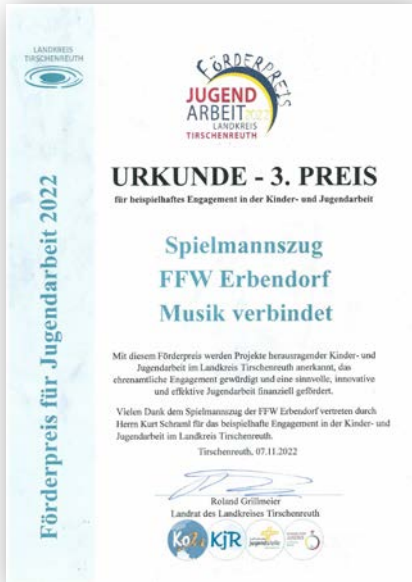 LANDKREIS
TIRSCHENREUTH
FÖRDERPREIS
JUGEND
ARBEIT 2022
LANDKREIS
TIRSCHENREUTH
Förderpreis für Jugendarbeit 2022
URKUNDE - 3. PREIS
für beispielhaftes Engagement in der Kinder- und Jugendarbeit
Spielmannszug
FFW Erbendorf
Musik verbindet
Mit diesem Förderpreis werden Projekte herausragender Kinder- und
Jugendarbeit im Landkreis Tirschenreuth anerkannt, das
ehrenamtliche Engagement gewürdigt und eine sinnvolle, innovative
und effektive Jugendarbeit finanziell gefördert.
Vielen Dank dem Spielmannszug der FFW Erbendorf vertreten durch
Herrn Kurt Schraml für das beispielhafte Engagement in der Kinder- und
Jugendarbeit im Landkreis Tirschenreuth.
Tirschenreuth, 07.11.2022
Roland Grillmeier
Landrat des Landkreises Tirschenreuth
KoJa KjR